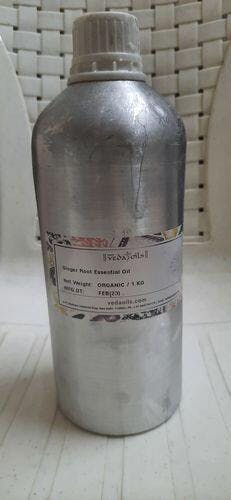 VEDAOILS
Ginger Root Essential Oil
Net Weight: ORGANIC / 1 KG
MFG DT: FEB(23)
vedaoils.com